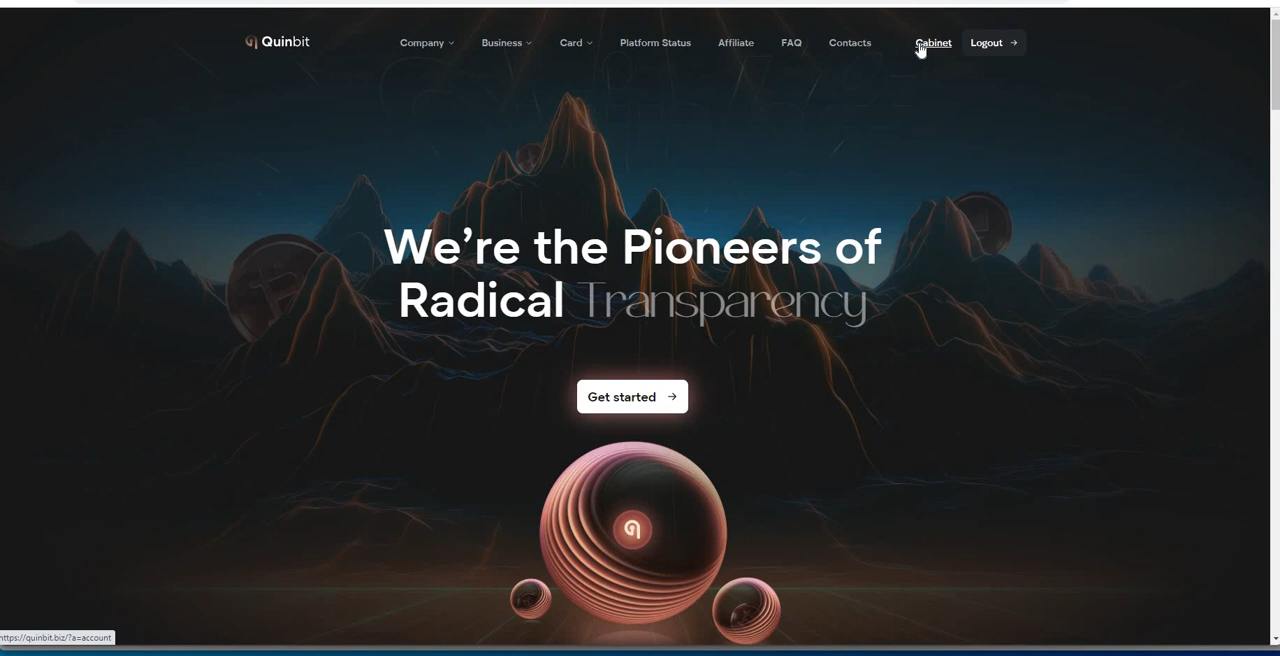 Quinbit
Company
Business
Card
Platform Status
Affiliate
FAQ
Contacts
Cabinet
Logout
We’re the Pioneers of
Radical Transparency
Get started
https://quinbit.biz/?a=account